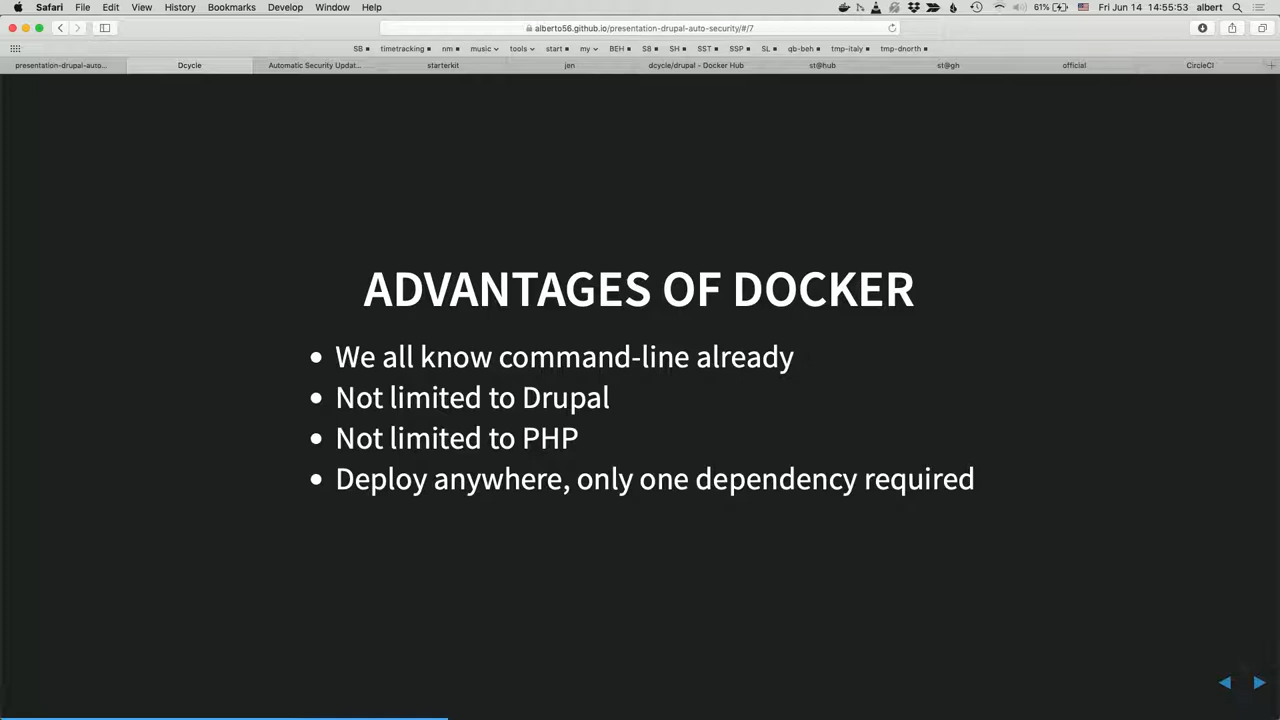 Safari File Edit View History Bookmarks Develop Window Help 61% Fri Jun 14 14:55:53 albert
alberto56.github.io/presentation-drupal-auto-security/#/7
SB timetracking nm music tools start my BEH SB SH SST SSP SL qb-beh tmp-italy tmp-dnorth
presentation-drupal-auto... Dcycle Automatic Security Updat... starterkit jen dcycle/drupal - Docker Hub st@hub st@gh official CircleCI
ADVANTAGES OF DOCKER
• We all know command-line already
• Not limited to Drupal
• Not limited to PHP
• Deploy anywhere, only one dependency required